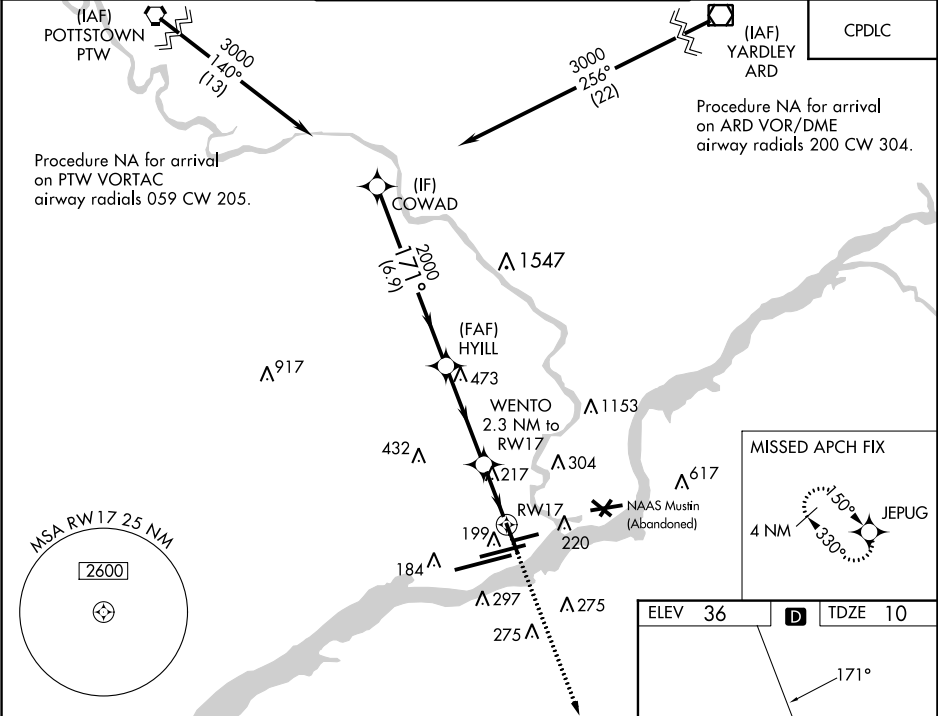 (IAF)
POTTSTOWN
PTW
3000
140°
(13)
3000
256°
(22)
(IAF)
YARDLEY
ARD
CPDLC
Procedure NA for arrival
on ARD VOR/DME
airway radials 200 CW 304.
Procedure NA for arrival
on PTW VORTAC
airway radials 059 CW 205.
(IF)
COWAD
2000
171°
(6.9)
1547
(FAF)
HYILL
473
917
WENTO
2.3 NM to
RW17
1153
432
217
304
617
MISSED APCH FIX
150°
JEPUG
4 NM
330°
RW17
NAAS Mustin
(Abandoned)
199
220
184
MSA RW17 25 NM
2600
297
275
275
ELEV 36
D
TDZE 10
171°